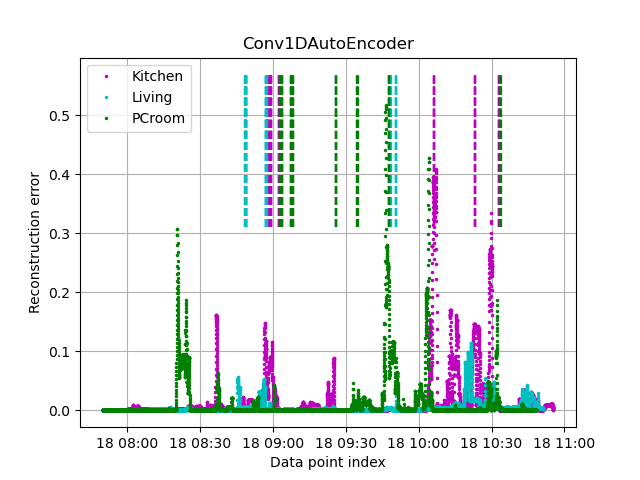 Conv1DAutoEncoder
Kitchen
Living
PCroom
0.5
0.4
0.3
0.2
0.1
0.0
Reconstruction error
18 08:00 18 08:30 18 09:00 18 09:30 18 10:00 18 10:30 18 11:00
Data point index